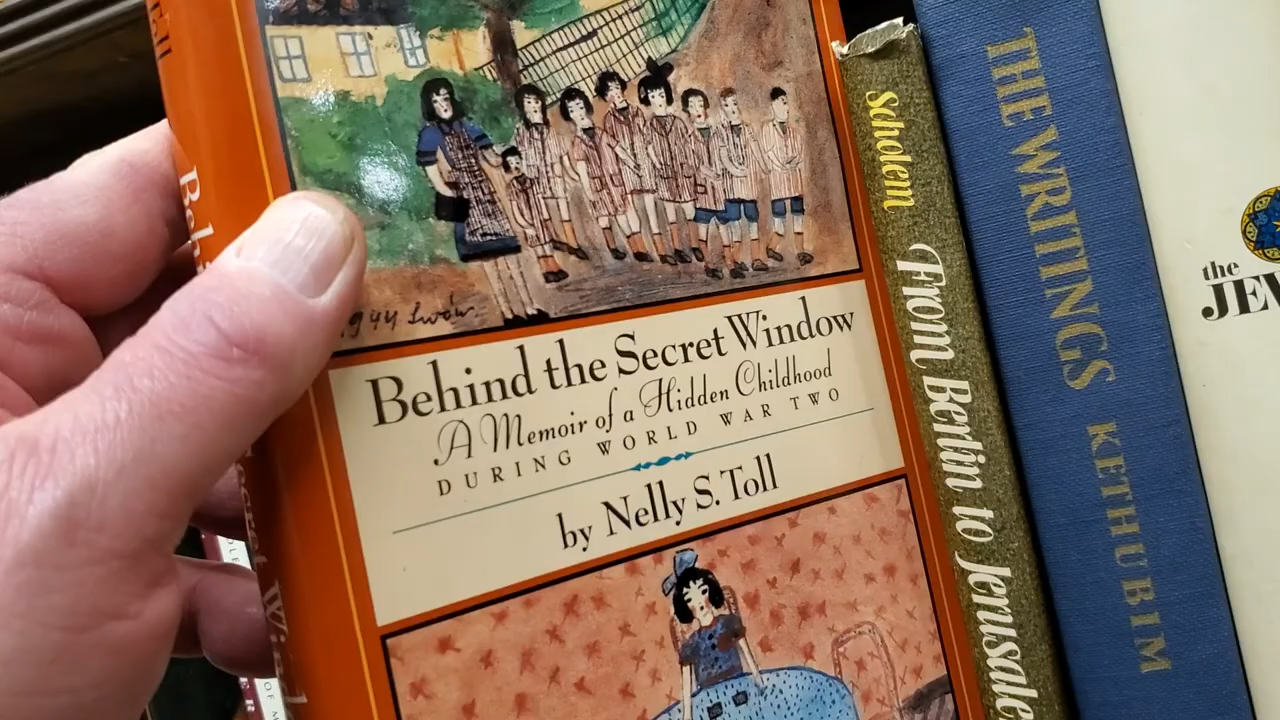 1944 Lwów
Behind the Secret Window
A Memoir of a Hidden Childhood
DURING WORLD WAR TWO
by Nelly S. Toll
Scholem
From Berlin to
THE WRITINGS KETHUBIM
the